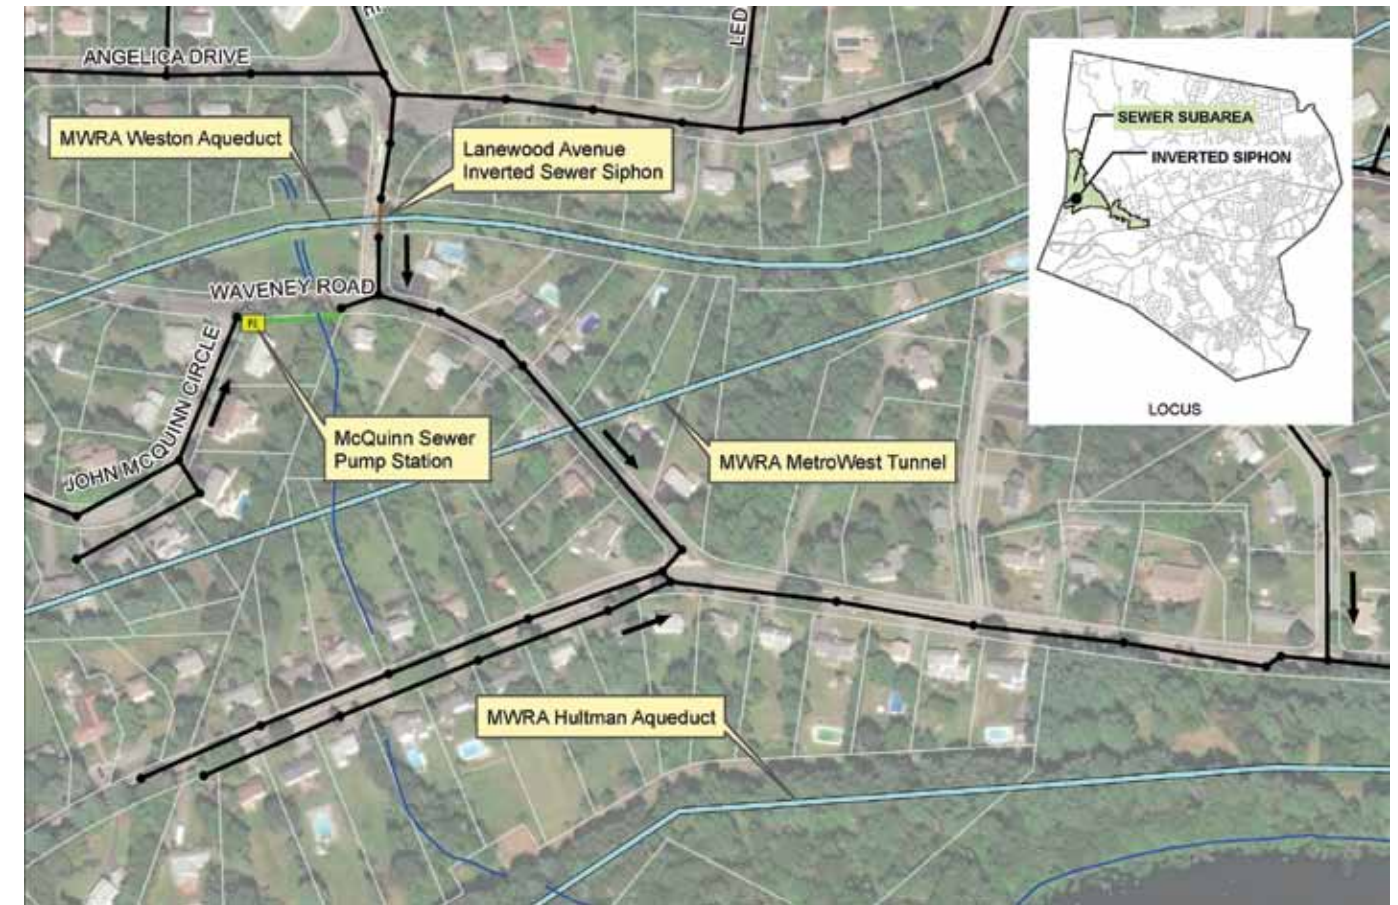 ANGELICA DRIVE
LED
MWRA Weston Aqueduct
Lanewood Avenue
Inverted Sewer Siphon
SEWER SUBAREA
INVERTED SIPHON
LOCUS
WAVENEY ROAD
JOHN MCQUINN CIRCLE
McQuinn Sewer
Pump Station
MWRA MetroWest Tunnel
MWRA Hultman Aqueduct